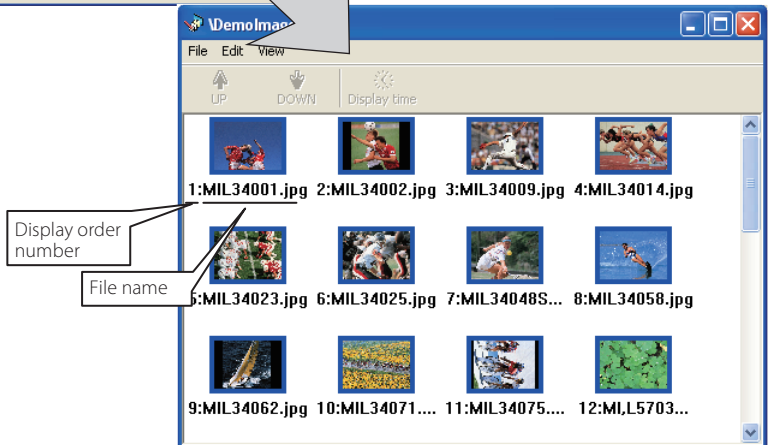 \DemoImag
File Edit View
UP DOWN Display time
1:MIL34001.jpg 2:MIL34002.jpg 3:MIL34009.jpg 4:MIL34014.jpg
Display order
number
File name
5:MIL34023.jpg 6:MIL34025.jpg 7:MIL34048S... 8:MIL34058.jpg
9:MIL34062.jpg 10:MIL34071.... 11:MIL34075.... 12:MI,L5703...